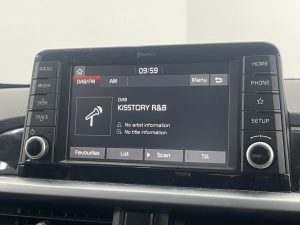 Bluetooth
RADIO
MEDIA
SEEK
TRACK
09:59
DAB/FM
AM
Menu
DAB
KISSTORY R&B
No artist information
No title information
Favourites
List
Scan
TA
HOME
PHONE
SETUP